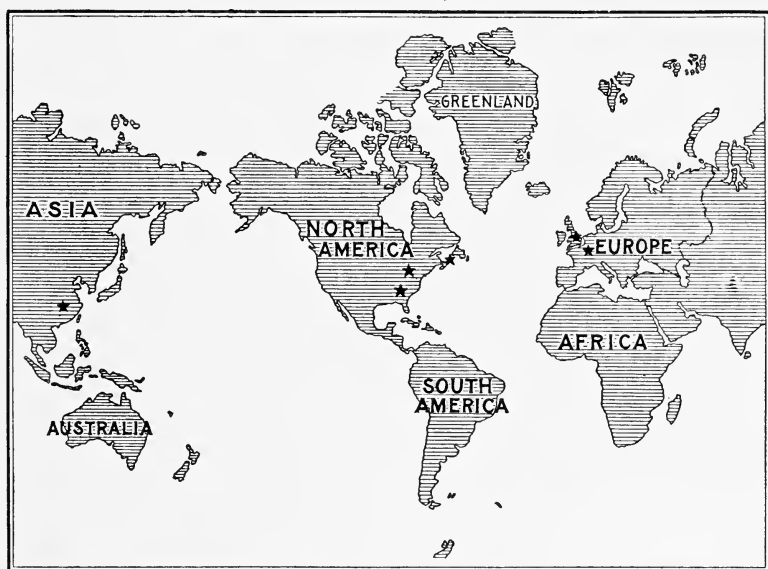 GREENLAND
ASIA
NORTH
AMERICA
EUROPE
AFRICA
SOUTH
AMERICA
AUSTRALIA